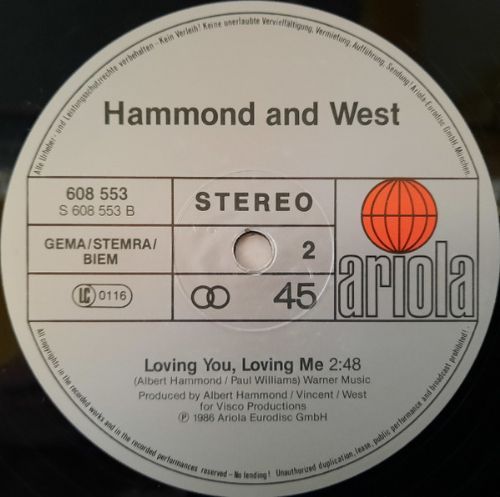 Alle Urheber- und Leistungsschutzrechte vorbehalten - Kein Verleih! Keine unerlaubte Vervielfältigung, Vermietung, Aufführung, Sendung! Ariola-Eurodisc GmbH München.
Hammond and West
608 553
S 608 553 B
STEREO
GEMA/STEMRA/
BIEM
2
LC 0116
45
ariola
Loving You, Loving Me 2:48
(Albert Hammond / Paul Williams) Warner Music
Produced by Albert Hammond / Vincent / West
for Visco Productions
℗ 1986 Ariola Eurodisc GmbH
All copyrights in the recorded works and in the recorded performances reserved – No lending! Unauthorized duplication, lease, public performance and broadcast prohibited!